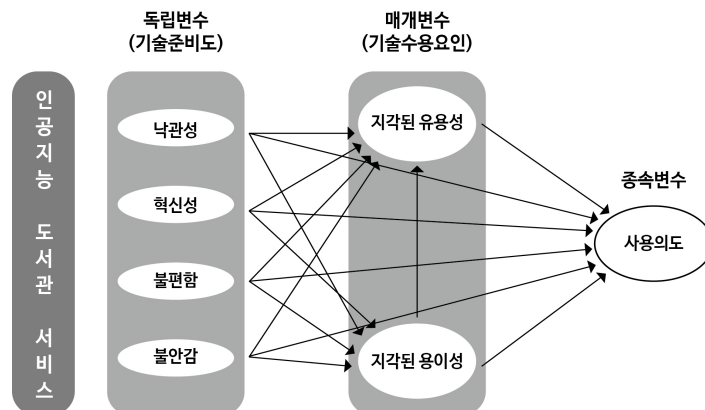 독립변수
(기술준비도)
매개변수
(기술수용요인)
인공지능 도서관 서비스
낙관성
혁신성
불편함
불안감
지각된 유용성
지각된 용이성
종속변수
사용의도